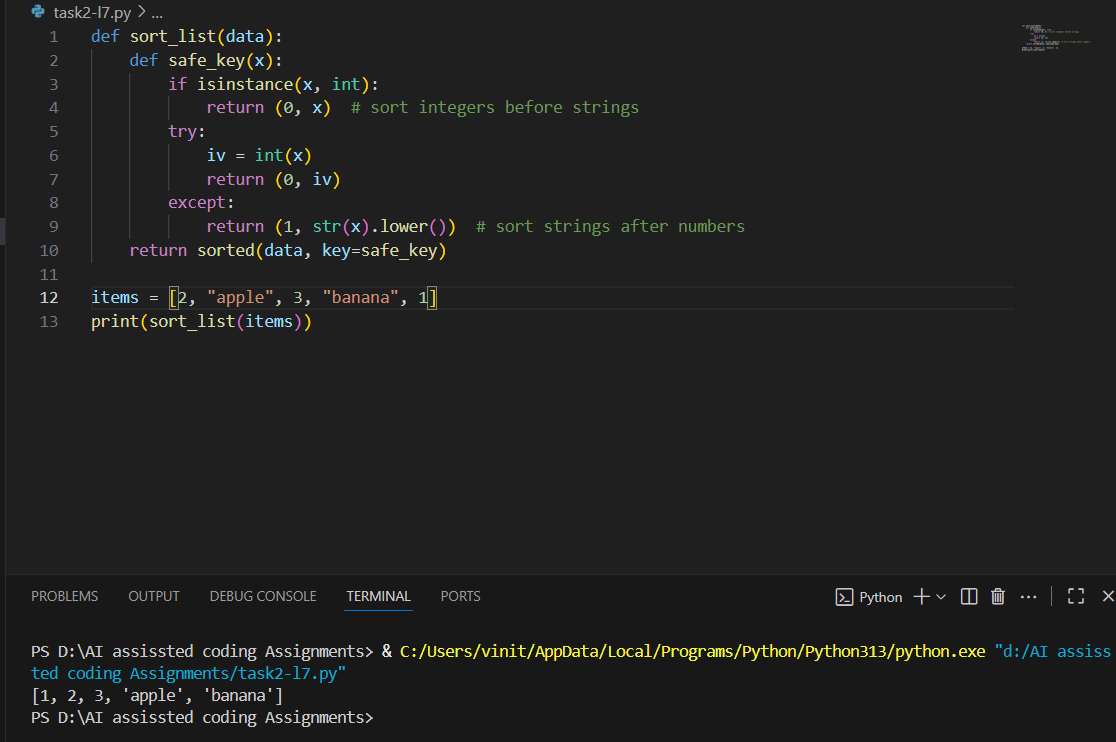 task2-l7.py > ...
1 def sort_list(data):
2     def safe_key(x):
3         if isinstance(x, int):
4             return (0, x)  # sort integers before strings
5         try:
6             iv = int(x)
7             return (0, iv)
8         except:
9             return (1, str(x).lower())  # sort strings after numbers
10     return sorted(data, key=safe_key)
11
12 items = [2, "apple", 3, "banana", 1]
13 print(sort_list(items))
PROBLEMS OUTPUT DEBUG CONSOLE TERMINAL PORTS Python
PS D:\AI assissted coding Assignments> & C:/Users/vinit/AppData/Local/Programs/Python/Python313/python.exe "d:/AI assiss
ted coding Assignments/task2-l7.py"
[1, 2, 3, 'apple', 'banana']
PS D:\AI assissted coding Assignments>